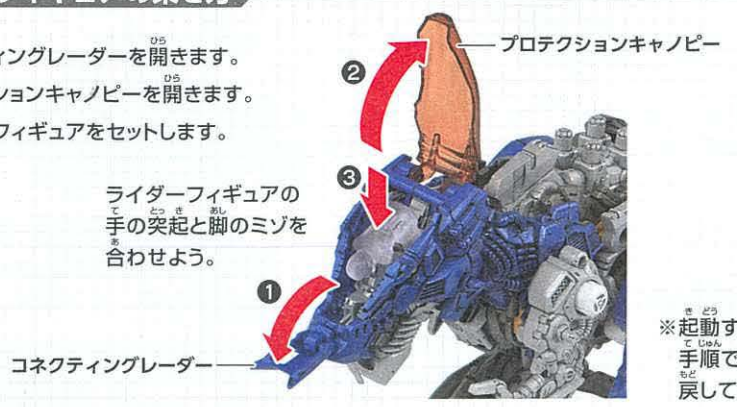 ィングレーダーを開きます。
ションキャノピーを開きます。
フィギュアをセットします。
プロテクションキャノピー
❷
❸
ライダーフィギュアの
手の突起と脚のミゾを
合わせよう。
❶
コネクティングレーダー
※起動す
手順で
戻して